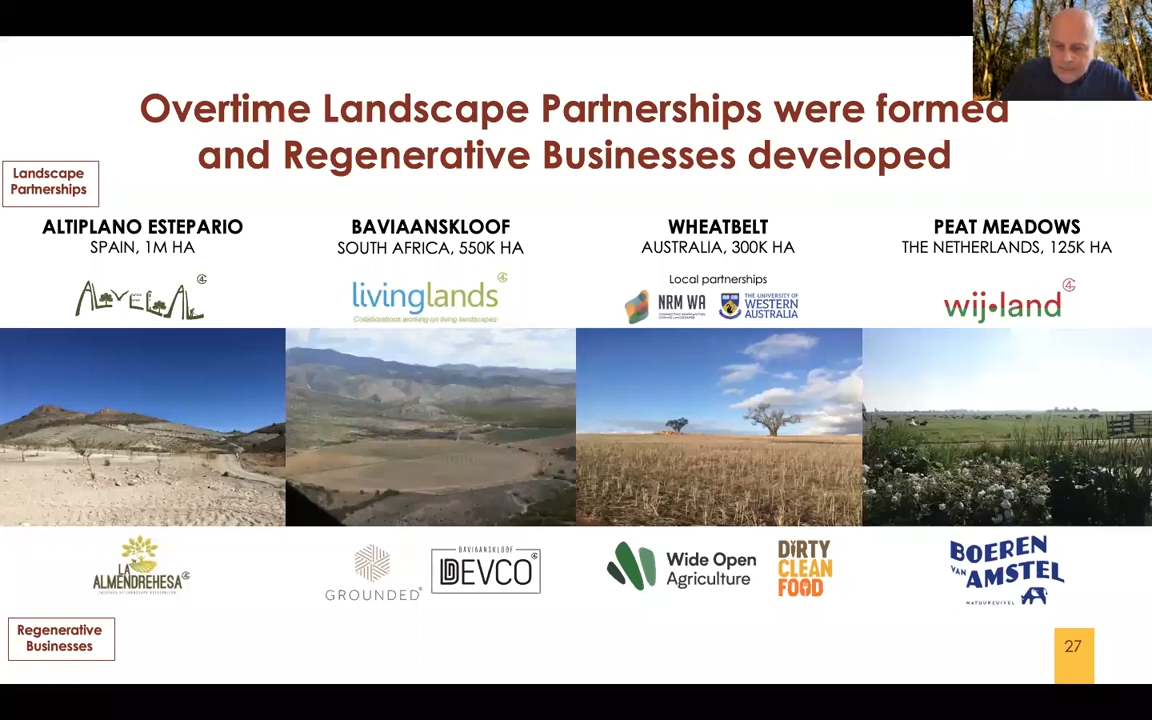 Overtime Landscape Partnerships were formed
and Regenerative Businesses developed
Landscape
Partnerships
ALTIPLANO ESTEPARIO
SPAIN, 1M HA
BAVIAANSKLOOF
SOUTH AFRICA, 550K HA
WHEATBELT
AUSTRALIA, 300K HA
PEAT MEADOWS
THE NETHERLANDS, 125K HA
ALVELAL
4
livinglands
4
Collaborations working on living landscapes
Local partnerships
NRM WA
THE UNIVERSITY OF
WESTERN
AUSTRALIA
wij•land
4
LA
ALMENDREHESA
GROUNDED
BAVIAANSKLOOF
DEVCO
Wide Open
Agriculture
DIRTY
CLEAN
FOOD
BOEREN
VAN AMSTEL
NATUURZUIVEL
Regenerative
Businesses
27